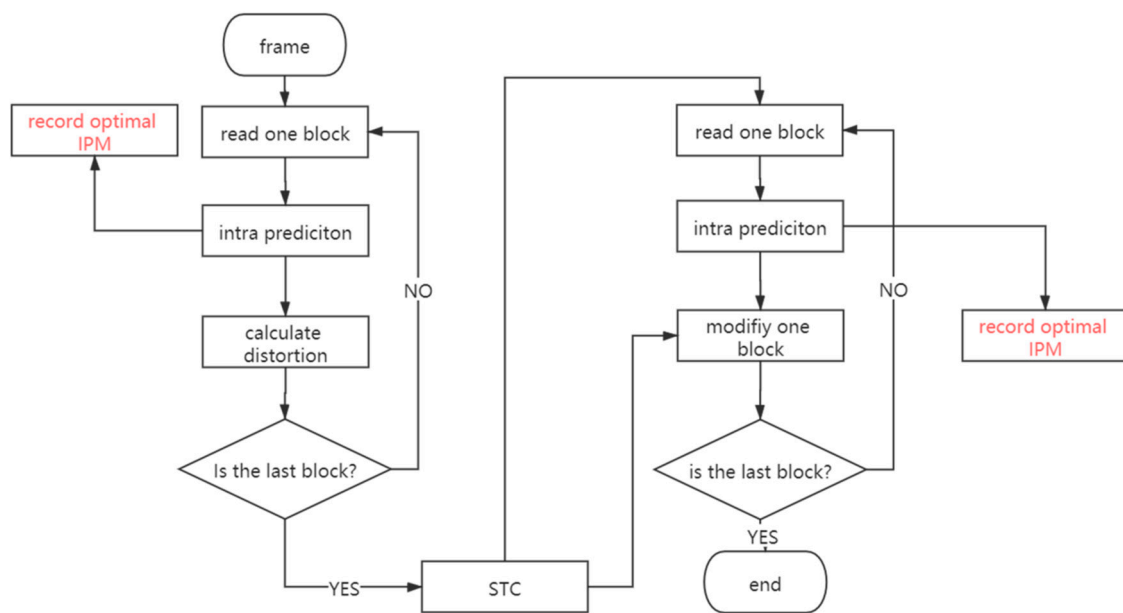 frame
record optimal
IPM
read one block
intra prediciton
NO
calculate
distortion
Is the last block?
YES
STC
read one block
intra prediciton
NO
modifiy one
block
record optimal
IPM
is the last block?
YES
end